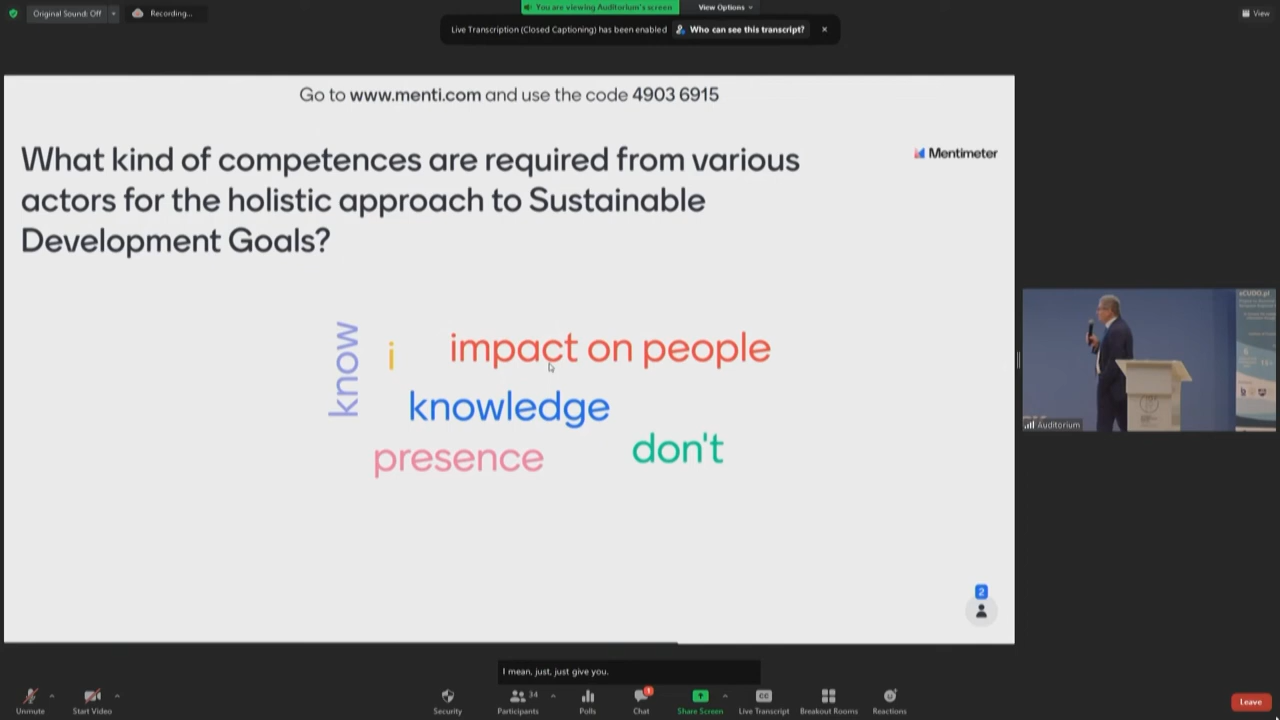 Original Sound: Off
Recording...
You are viewing Auditorium's screen
View Options
View
Live Transcription (Closed Captioning) has been enabled
Who can see this transcript?
Go to www.menti.com and use the code 4903 6915
What kind of competences are required from various
actors for the holistic approach to Sustainable
Development Goals?
Mentimeter
know
i
impact on people
knowledge
presence
don't
2
eCUDO.pl
Auditorium
I mean, just, just give you.
Unmute
Start Video
Security
Participants
34
Polls
Chat
1
Share Screen
CC
Live Transcript
Breakout Rooms
Reactions
Leave